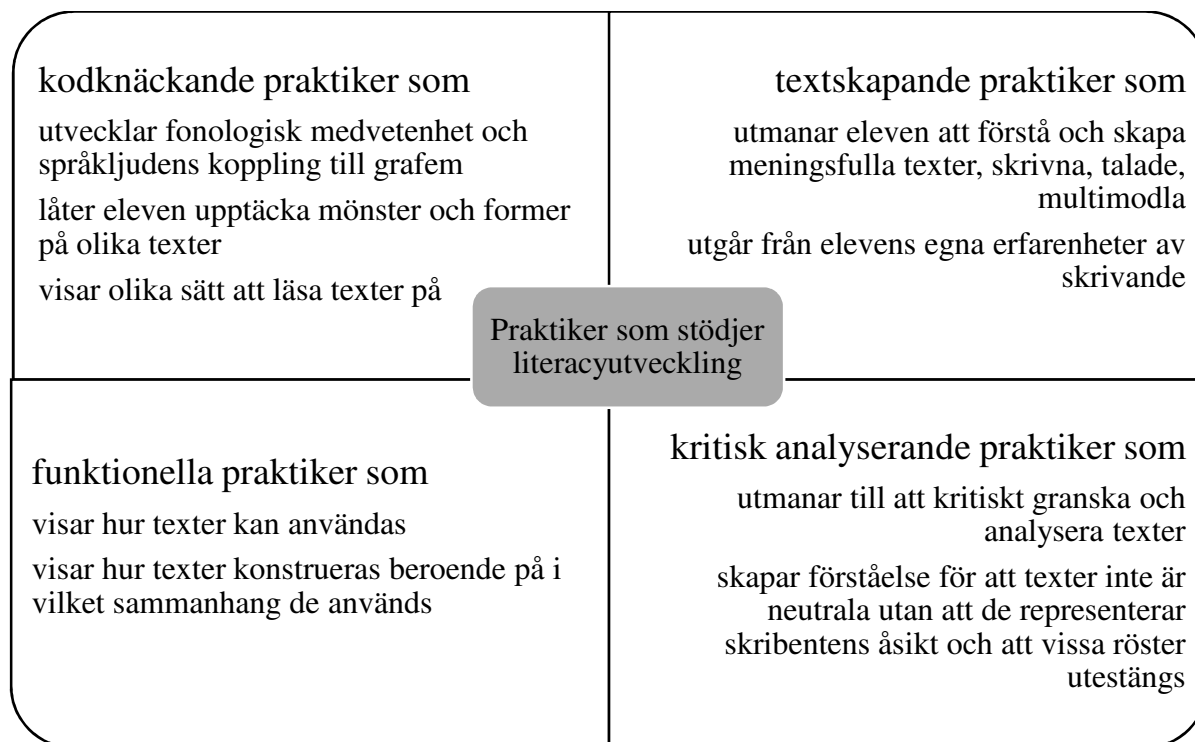 kodknäckande praktiker som
utvecklar fonologisk medvetenhet och
språkljudens koppling till grafem
låter eleven upptäcka mönster och former
på olika texter
visar olika sätt att läsa texter på
textskapande praktiker som
utmanar eleven att förstå och skapa
meningsfulla texter, skrivna, talade,
multimodla
utgår från elevens egna erfarenheter av
skrivande
Praktiker som stödjer
literacyutveckling
funktionella praktiker som
visar hur texter kan användas
visar hur texter konstrueras beroende på i
vilket sammanhang de används
kritisk analyserande praktiker som
utmanar till att kritiskt granska och
analysera texter
skapar förståelse för att texter inte är
neutrala utan att de representerar
skribentens åsikt och att vissa röster
utestängs